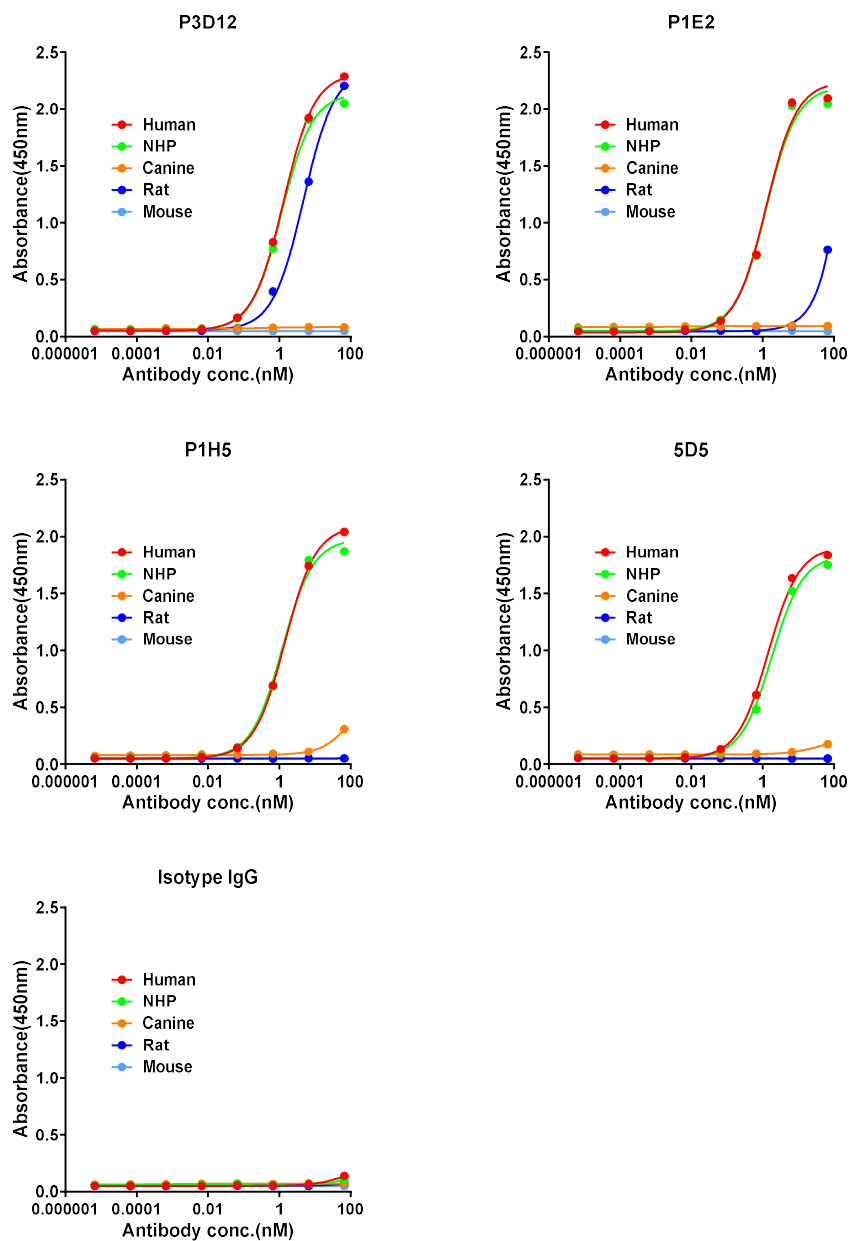 P3D12
2.5
2.0
1.5
1.0
0.5
0.0
Absorbance(450nm)
Human
NHP
Canine
Rat
Mouse
0.000001 0.0001 0.01 1 100
Antibody conc.(nM)
P1E2
2.5
2.0
1.5
1.0
0.5
0.0
Absorbance(450nm)
Human
NHP
Canine
Rat
Mouse
0.000001 0.0001 0.01 1 100
Antibody conc.(nM)
P1H5
2.5
2.0
1.5
1.0
0.5
0.0
Absorbance(450nm)
Human
NHP
Canine
Rat
Mouse
0.000001 0.0001 0.01 1 100
Antibody conc.(nM)
5D5
2.5
2.0
1.5
1.0
0.5
0.0
Absorbance(450nm)
Human
NHP
Canine
Rat
Mouse
0.000001 0.0001 0.01 1 100
Antibody conc.(nM)
Isotype IgG
2.5
2.0
1.5
1.0
0.5
0.0
Absorbance(450nm)
Human
NHP
Canine
Rat
Mouse
0.000001 0.0001 0.01 1 100
Antibody conc.(nM)